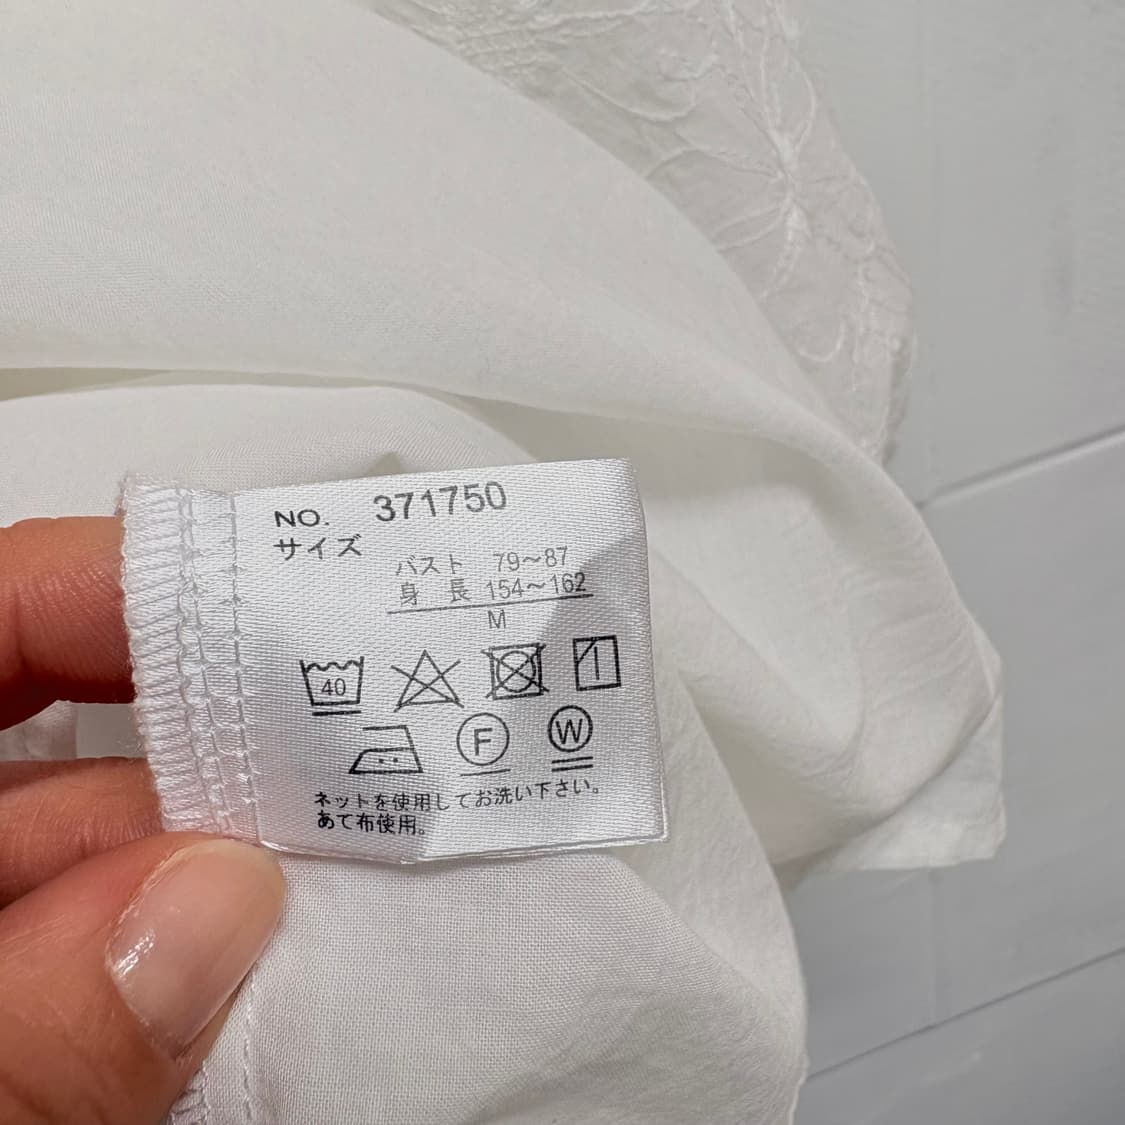 NO. 371750
サイズ
バスト 79～87
身 長 154～162
M
40
F W
ネットを使用してお洗い下さい。
あて布使用。